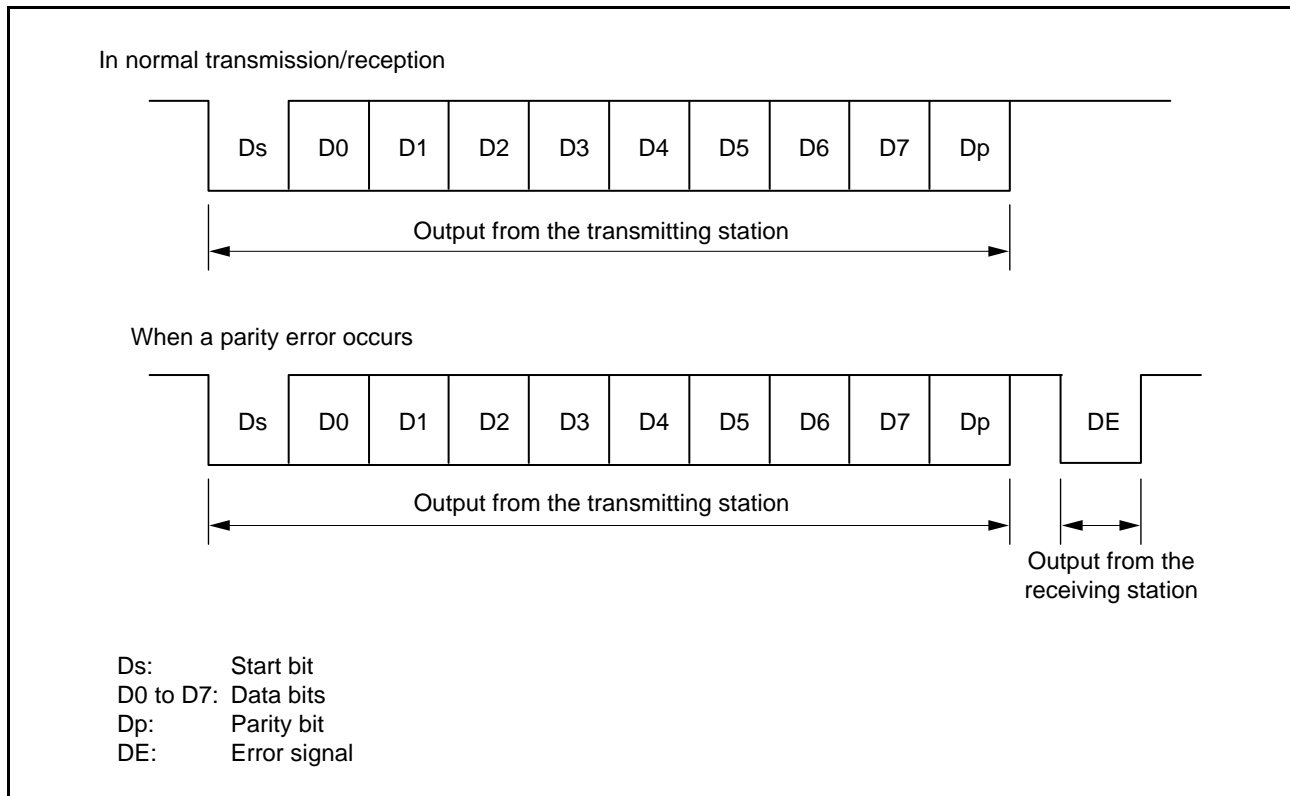 In normal transmission/reception
Ds D0 D1 D2 D3 D4 D5 D6 D7 Dp
Output from the transmitting station
When a parity error occurs
Ds D0 D1 D2 D3 D4 D5 D6 D7 Dp DE
Output from the transmitting station
Output from the
receiving station
Ds: Start bit
D0 to D7: Data bits
Dp: Parity bit
DE: Error signal